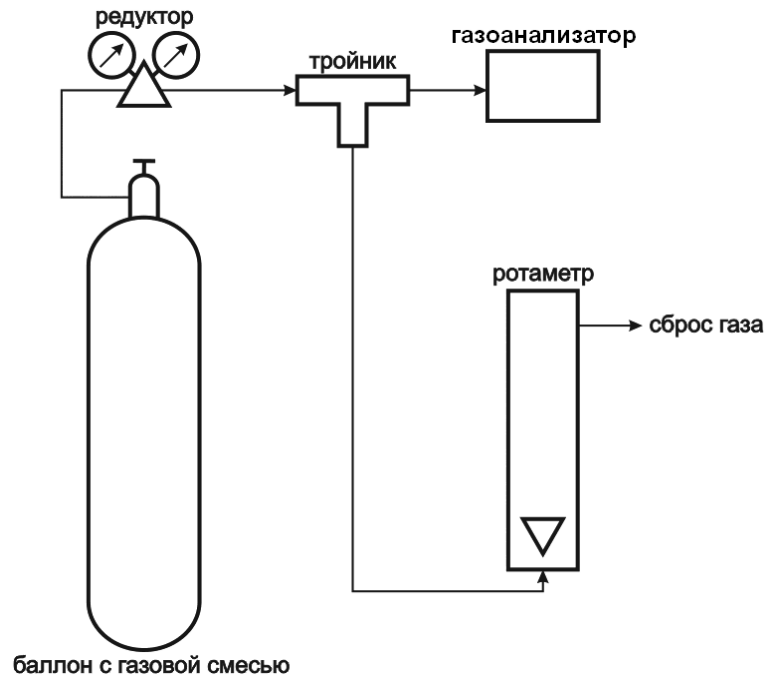 редуктор
тройник
газоанализатор
ротаметр
сброс газа
баллон с газовой смесью